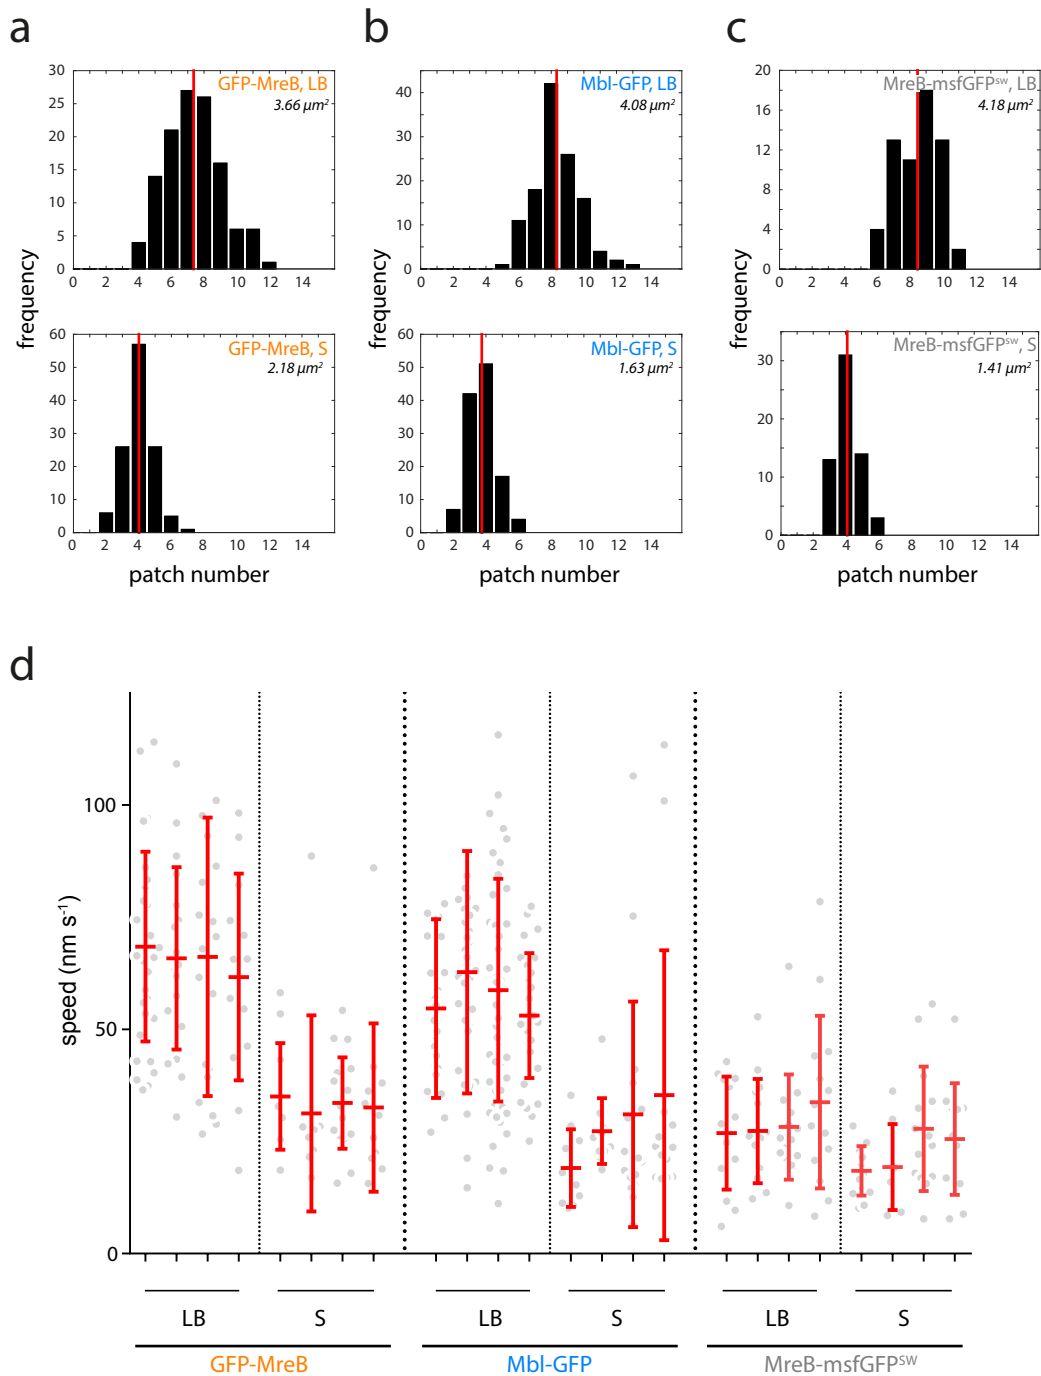 a
b
c
GFP-MreB, LB
3.66 µm²
30
25
20
15
10
5
0
0 2 4 6 8 10 12 14
Mbl-GFP, LB
4.08 µm²
40
30
20
10
0
0 2 4 6 8 10 12 14
MreB-msfGFPˢʷ, LB
4.18 µm²
20
16
12
8
4
0
0 2 4 6 8 10 12 14
frequency
frequency
frequency
GFP-MreB, S
2.18 µm²
60
50
40
30
20
10
0
0 2 4 6 8 10 12 14
patch number
Mbl-GFP, S
1.63 µm²
60
50
40
30
20
10
0
0 2 4 6 8 10 12 14
patch number
MreB-msfGFPˢʷ, S
1.41 µm²
30
20
10
0
0 2 4 6 8 10 12 14
patch number
d
speed (nm s⁻¹)
100
50
0
LB S LB S LB S
GFP-MreB Mbl-GFP MreB-msfGFPˢᵂ